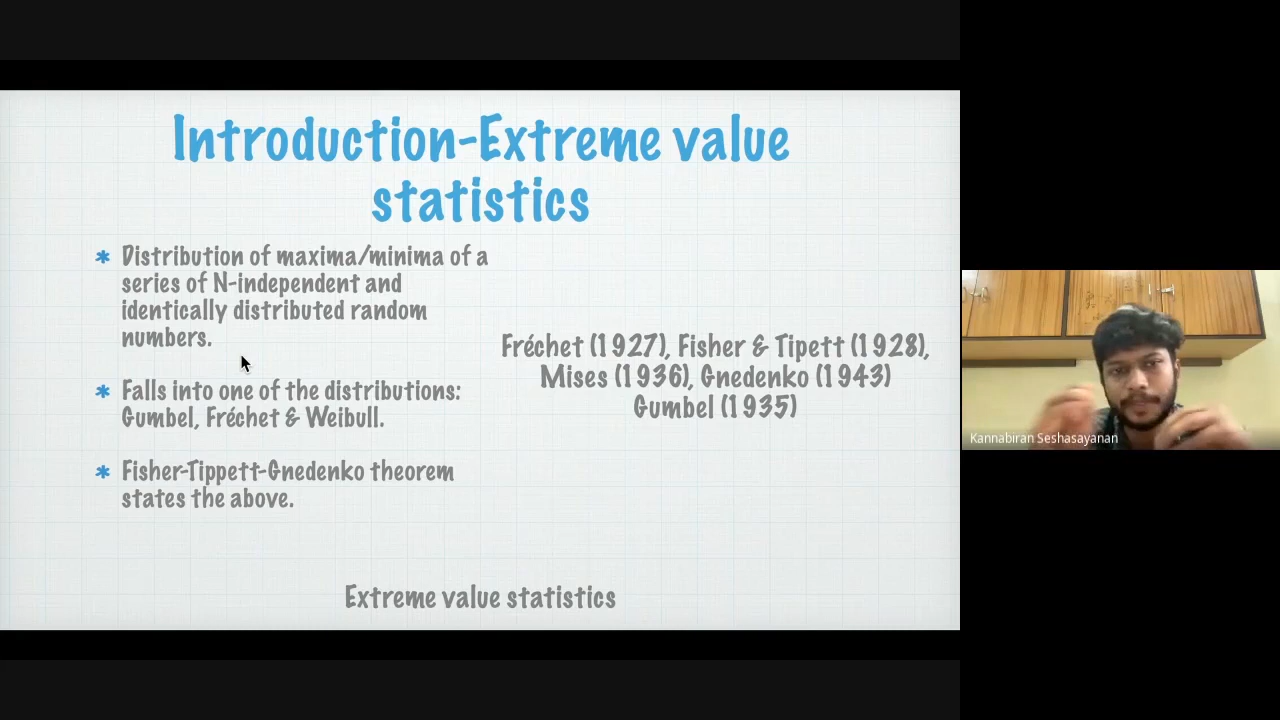 Introduction-Extreme value
statistics
* Distribution of maxima/minima of a
series of N-independent and
identically distributed random
numbers.
* Falls into one of the distributions:
Gumbel, Fréchet & Weibull.
* Fisher-Tippett-Gnedenko theorem
states the above.
Fréchet (1927), Fisher & Tipett (1928),
Mises (1936), Gnedenko (1943)
Gumbel (1935)
Extreme value statistics
Kannabiran Seshasayanan